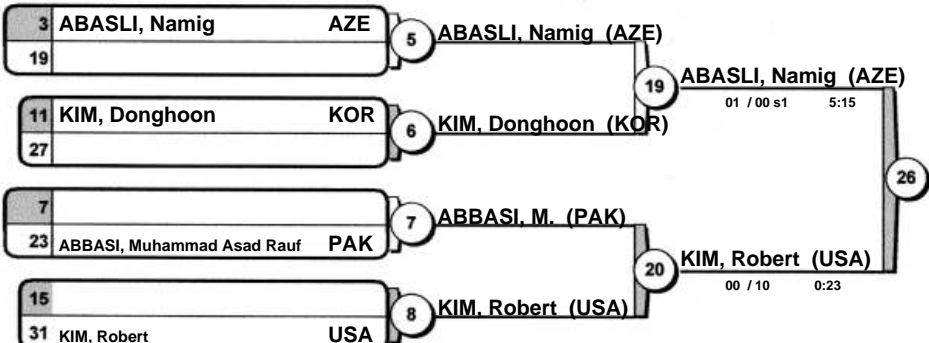 3 ABASLI, Namig AZE
19
5
ABASLI, Namig (AZE)
11 KIM, Donghoon KOR
27
6
KIM, Donghoon (KOR)
19
ABASLI, Namig (AZE)
01 / 00 s1 5:15
7
23 ABBASI, Muhammad Asad Rauf PAK
7
ABBASI, M. (PAK)
15
31 KIM, Robert USA
8
KIM, Robert (USA)
20
KIM, Robert (USA)
00 / 10 0:23
26